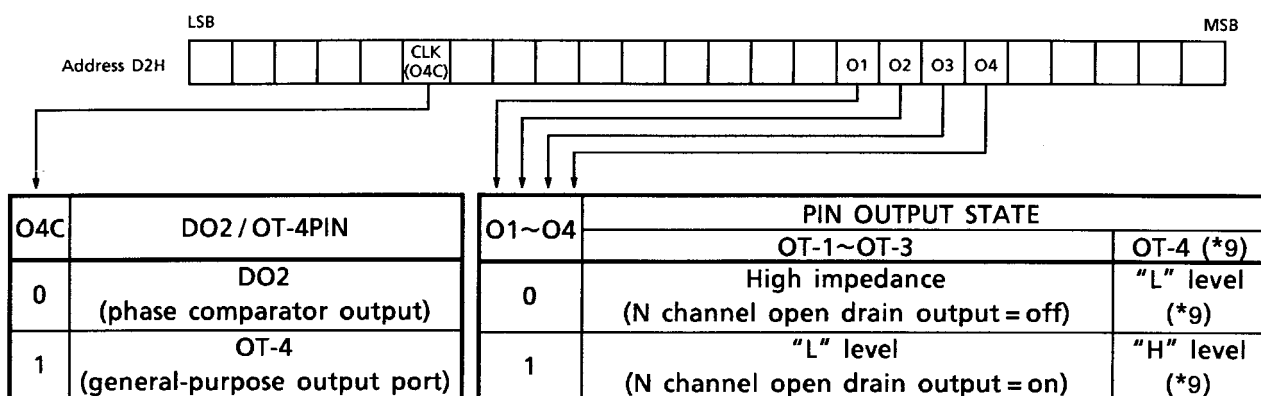 LSB
MSB
Address D2H
CLK
(O4C)
O1
O2
O3
O4
O4C
DO2 / OT-4PIN
0
DO2
(phase comparator output)
1
OT-4
(general-purpose output port)
O1~O4
PIN OUTPUT STATE
OT-1~OT-3
OT-4 (*9)
0
High impedance
(N channel open drain output = off)
"L" level
(*9)
1
"L" level
(N channel open drain output = on)
"H" level
(*9)